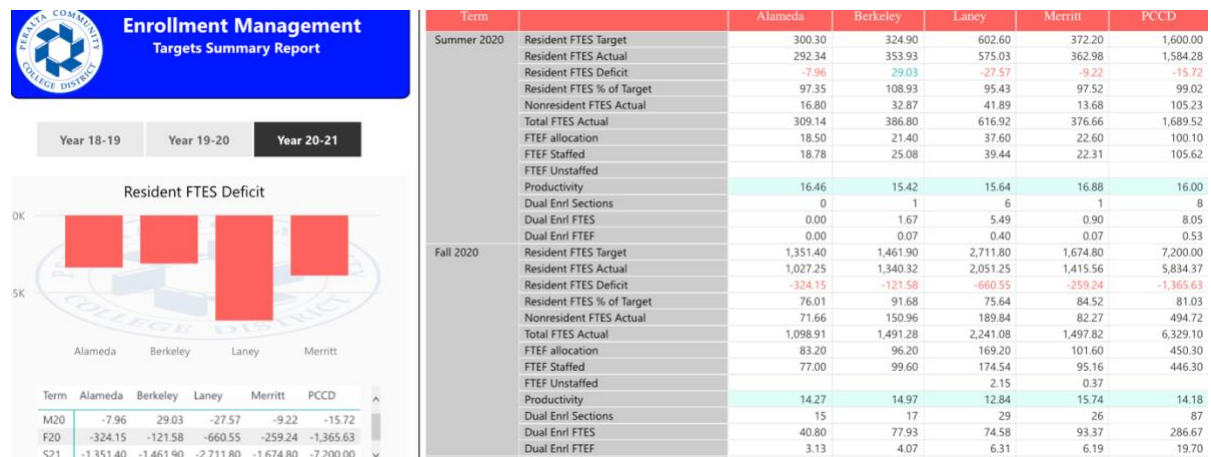 PERALTA COMMUNITY
COLLEGE DISTRICT
Enrollment Management
Targets Summary Report
Year 18-19 Year 19-20 Year 20-21
Resident FTES Deficit
0K
5K
COLLEGE DISTRICT
Alameda Berkeley Laney Merritt
Term Alameda Berkeley Laney Merritt PCCD
M20 -7.96 29.03 -27.57 -9.22 -15.72
F20 -324.15 -121.58 -660.55 -259.24 -1,365.63
S21 -1,351.40 -1,461.90 -2,711.80 -1,674.80 -7,200.00
Term Alameda Berkeley Laney Merritt PCCD
Summer 2020 Resident FTES Target 300.30 324.90 602.60 372.20 1,600.00
Resident FTES Actual 292.34 353.93 575.03 362.98 1,584.28
Resident FTES Deficit -7.96 29.03 -27.57 -9.22 -15.72
Resident FTES % of Target 97.35 108.93 95.43 97.52 99.02
Nonresident FTES Actual 16.80 32.87 41.89 13.68 105.23
Total FTES Actual 309.14 386.80 616.92 376.66 1,689.52
FTEF allocation 18.50 21.40 37.60 22.60 100.10
FTEF Staffed 18.78 25.08 39.44 22.31 105.62
FTEF Unstaffed
Productivity 16.46 15.42 15.64 16.88 16.00
Dual Enrl Sections 0 1 6 1 8
Dual Enrl FTES 0.00 1.67 5.49 0.90 8.05
Dual Enrl FTEF 0.00 0.07 0.40 0.07 0.53
Fall 2020 Resident FTES Target 1,351.40 1,461.90 2,711.80 1,674.80 7,200.00
Resident FTES Actual 1,027.25 1,340.32 2,051.25 1,415.56 5,834.37
Resident FTES Deficit -324.15 -121.58 -660.55 -259.24 -1,365.63
Resident FTES % of Target 76.01 91.68 75.64 84.52 81.03
Nonresident FTES Actual 71.66 150.96 189.84 82.27 494.72
Total FTES Actual 1,098.91 1,491.28 2,241.08 1,497.82 6,329.10
FTEF allocation 83.20 96.20 169.20 101.60 450.30
FTEF Staffed 77.00 99.60 174.54 95.16 446.30
FTEF Unstaffed 2.15 0.37
Productivity 14.27 14.97 12.84 15.74 14.18
Dual Enrl Sections 15 17 29 26 87
Dual Enrl FTES 40.80 77.93 74.58 93.37 286.67
Dual Enrl FTEF 3.13 4.07 6.31 6.19 19.70